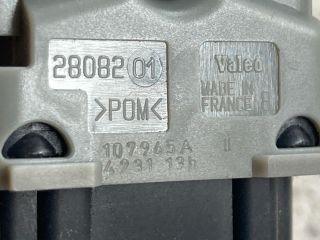 28082 01
>POM<
Valeo
MADE IN
FRANCE
107965A
4231 13h